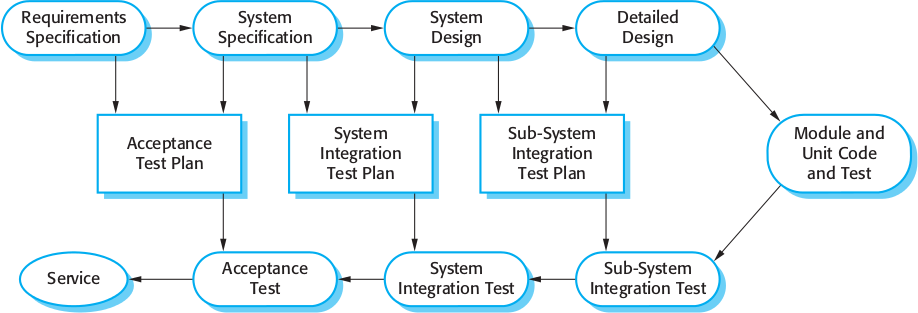 Requirements
Specification
System
Specification
System
Design
Detailed
Design
Acceptance
Test Plan
System
Integration
Test Plan
Sub-System
Integration
Test Plan
Module and
Unit Code
and Test
Service
Acceptance
Test
System
Integration Test
Sub-System
Integration Test